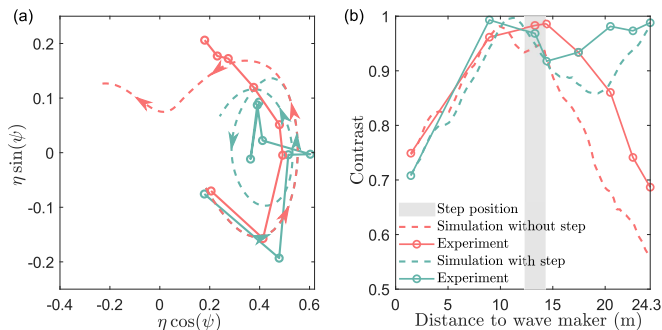 (a)
0.2
0.1
0
-0.1
-0.2
η sin(ψ)
-0.4
-0.2
0
0.2
0.4
0.6
η cos(ψ)
(b)
1
0.9
0.8
0.7
0.6
0.5
Contrast
Step position
Simulation without step
Experiment
Simulation with step
Experiment
0
5
10
15
20
24.3
Distance to wave maker (m)